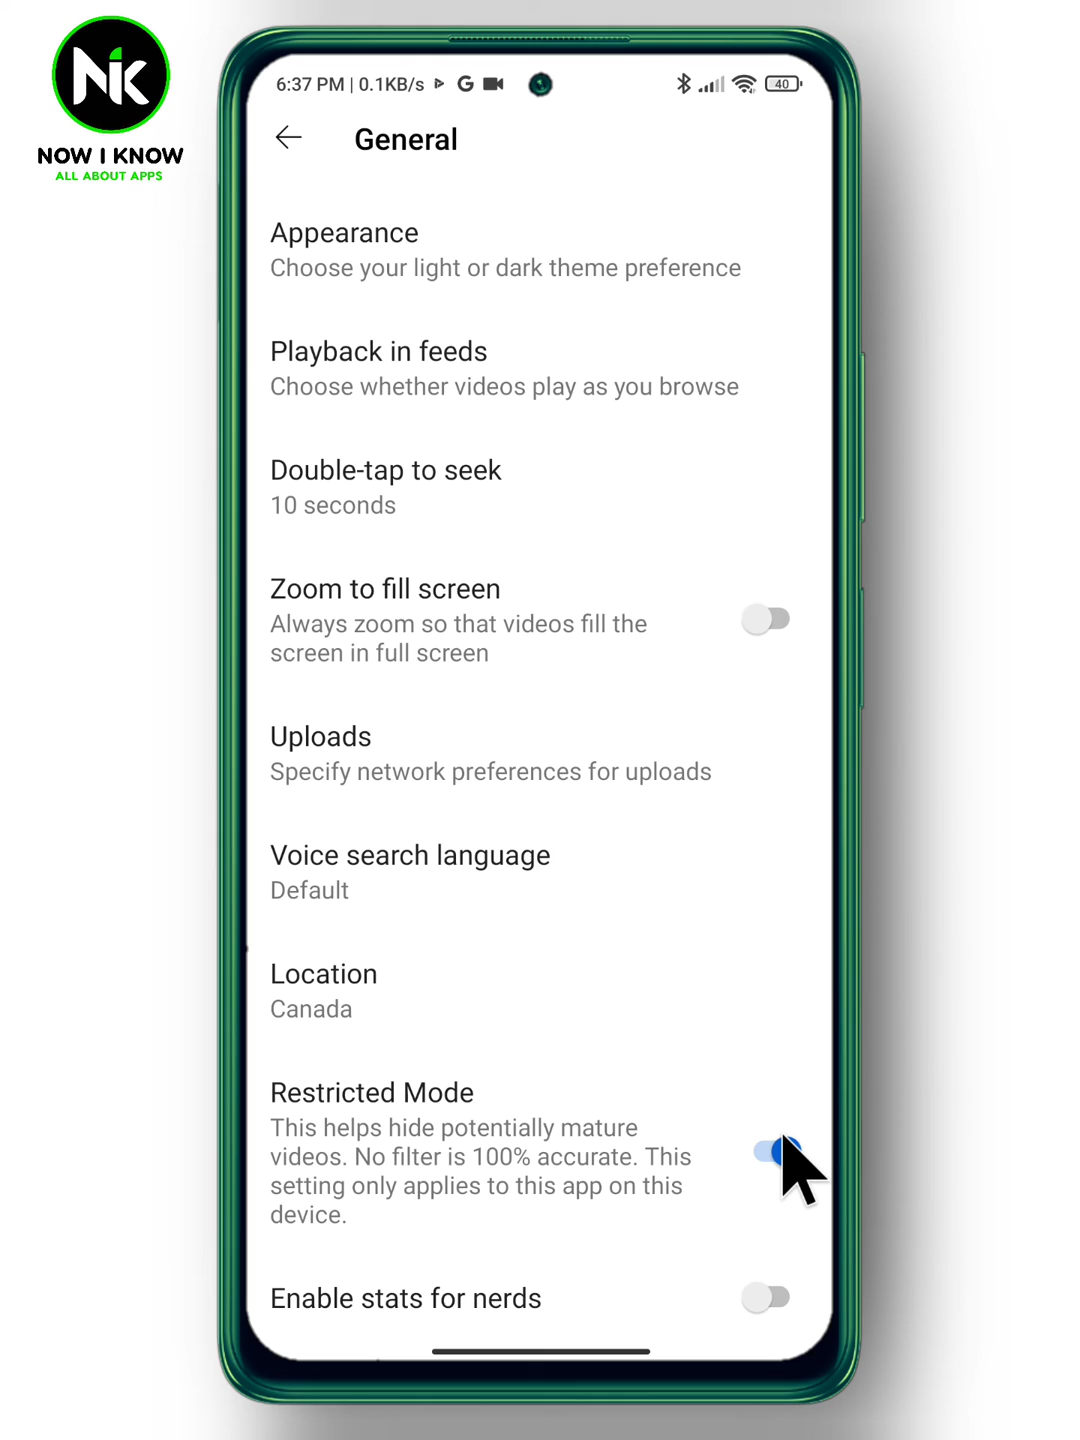 NiK
NOW I KNOW
ALL ABOUT APPS
6:37 PM | 0.1KB/s
G
40
General
Appearance
Choose your light or dark theme preference
Playback in feeds
Choose whether videos play as you browse
Double-tap to seek
10 seconds
Zoom to fill screen
Always zoom so that videos fill the
screen in full screen
Uploads
Specify network preferences for uploads
Voice search language
Default
Location
Canada
Restricted Mode
This helps hide potentially mature
videos. No filter is 100% accurate. This
setting only applies to this app on this
device.
Enable stats for nerds